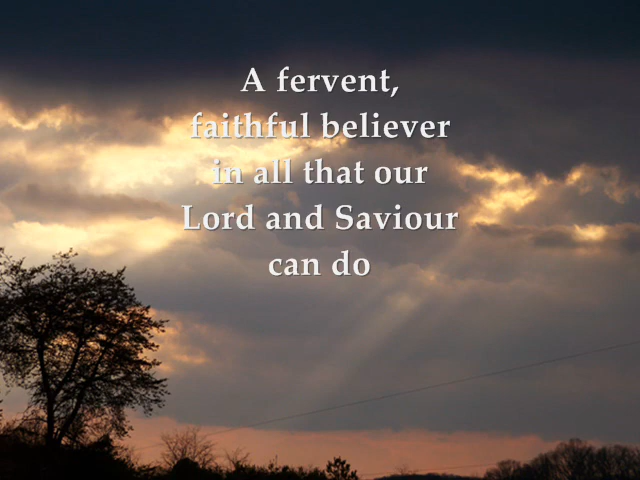 A fervent,
faithful believer
in all that our
Lord and Saviour
can do